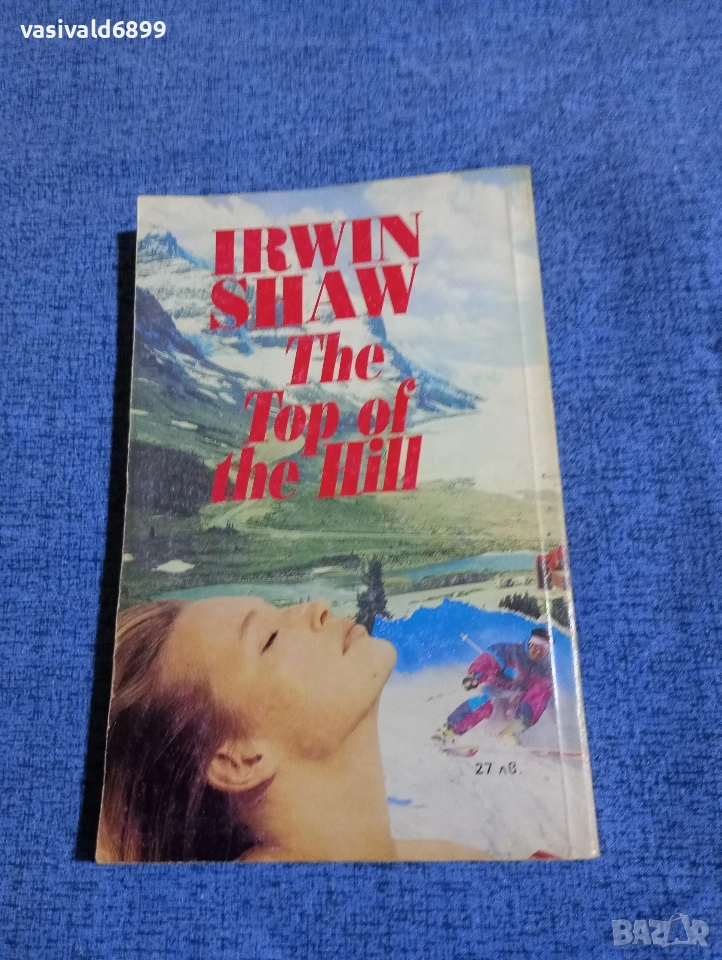 vasivald6899
IRWIN
SHAW
The
Top of
the Hill
27 лв.
BAZAR